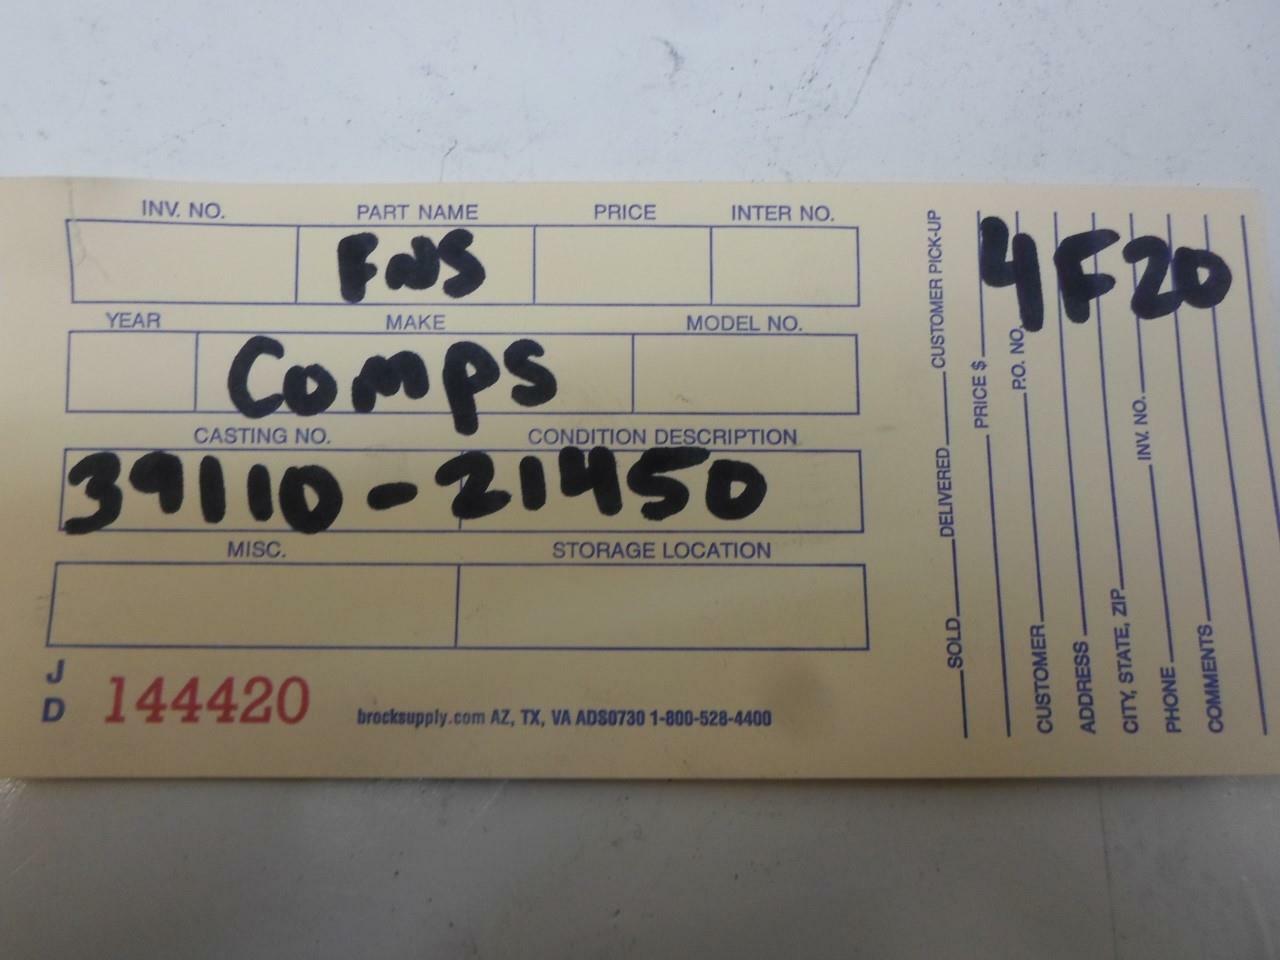 INV. NO. PART NAME PRICE INTER NO.
FNS
YEAR MAKE MODEL NO.
Comps
CASTING NO. CONDITION DESCRIPTION
39110-21450
MISC. STORAGE LOCATION
J
D
144420
brocksupply.com AZ, TX, VA ADS0730 1-800-528-4400
4F20
SOLD DELIVERED CUSTOMER PICK-UP
PRICE $
CUSTOMER P.O. NO.
ADDRESS
CITY, STATE, ZIP INV. NO.
PHONE
COMMENTS